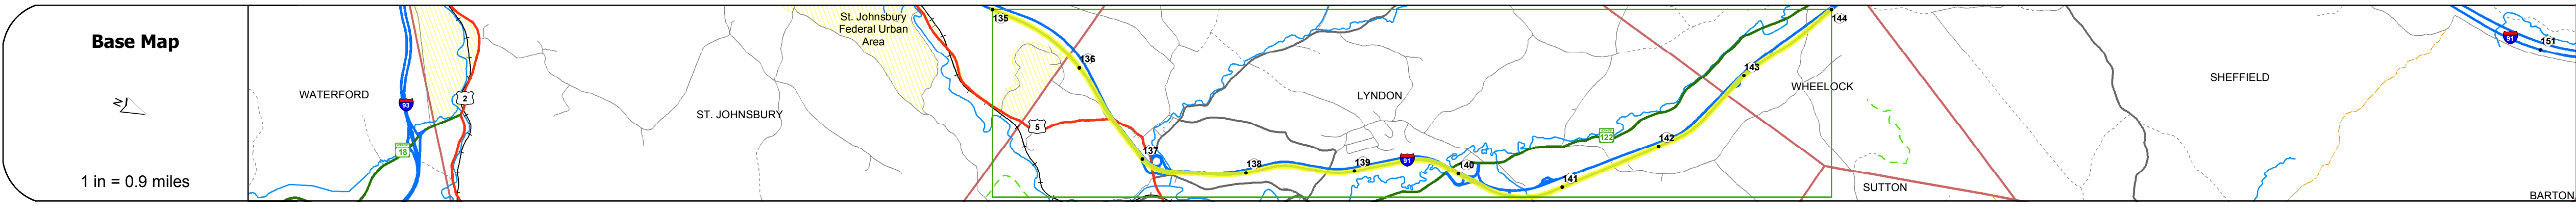 Base Map
N
1 in = 0.9 miles
WATERFORD
93
18
2
ST. JOHNSBURY
St. Johnsbury
Federal Urban
Area
5
135
136
137
138
139
91
140
141
142
143
144
LYNDON
122
WHEELOCK
SUTTON
SHEFFIELD
91
151
BARTON